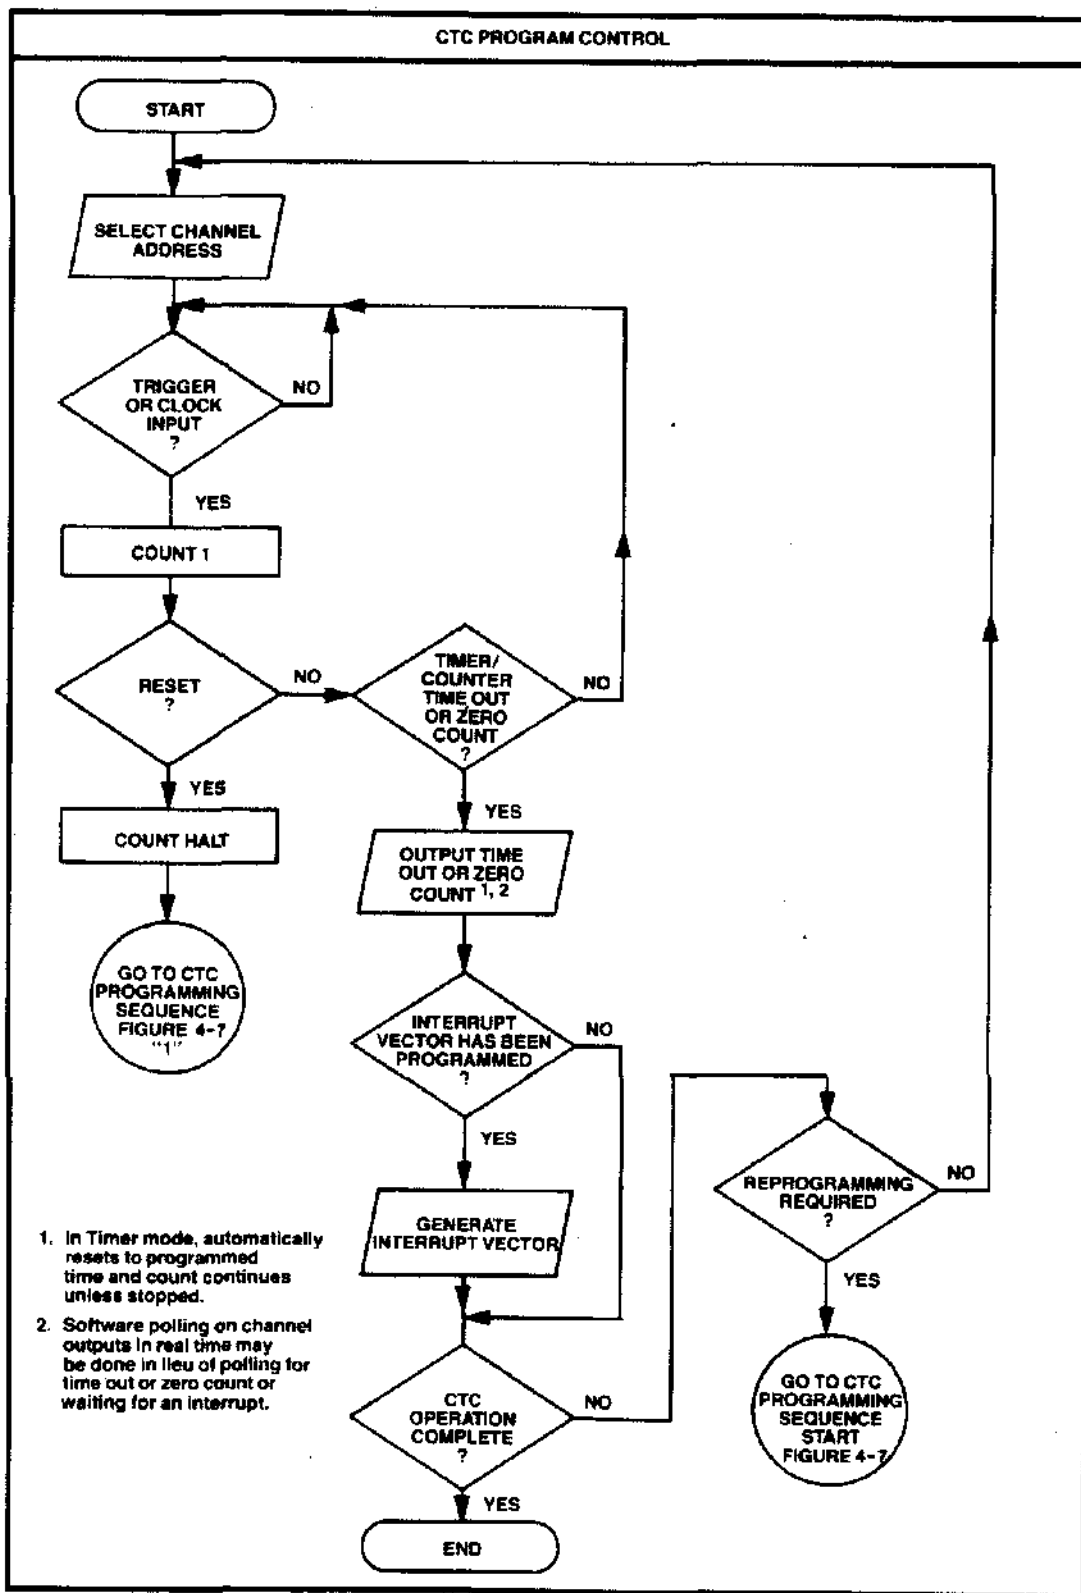 CTC PROGRAM CONTROL
START
SELECT CHANNEL
ADDRESS
TRIGGER
OR CLOCK
INPUT
?
NO
YES
COUNT 1
RESET
?
NO
YES
TIMER/
COUNTER
TIME OUT
OR ZERO
COUNT
?
NO
YES
COUNT HALT
GO TO CTC
PROGRAMMING
SEQUENCE
FIGURE 4-7
"1"
OUTPUT TIME
OUT OR ZERO
COUNT 1, 2
INTERRUPT
VECTOR HAS BEEN
PROGRAMMED
?
NO
YES
GENERATE
INTERRUPT VECTOR
REPROGRAMMING
REQUIRED
?
NO
YES
1. In Timer mode, automatically
resets to programmed
time and count continues
unless stopped.
2. Software polling on channel
outputs in real time may
be done in lieu of polling for
time out or zero count or
waiting for an interrupt.
CTC
OPERATION
COMPLETE
?
NO
YES
GO TO CTC
PROGRAMMING
SEQUENCE
START
FIGURE 4-7
END